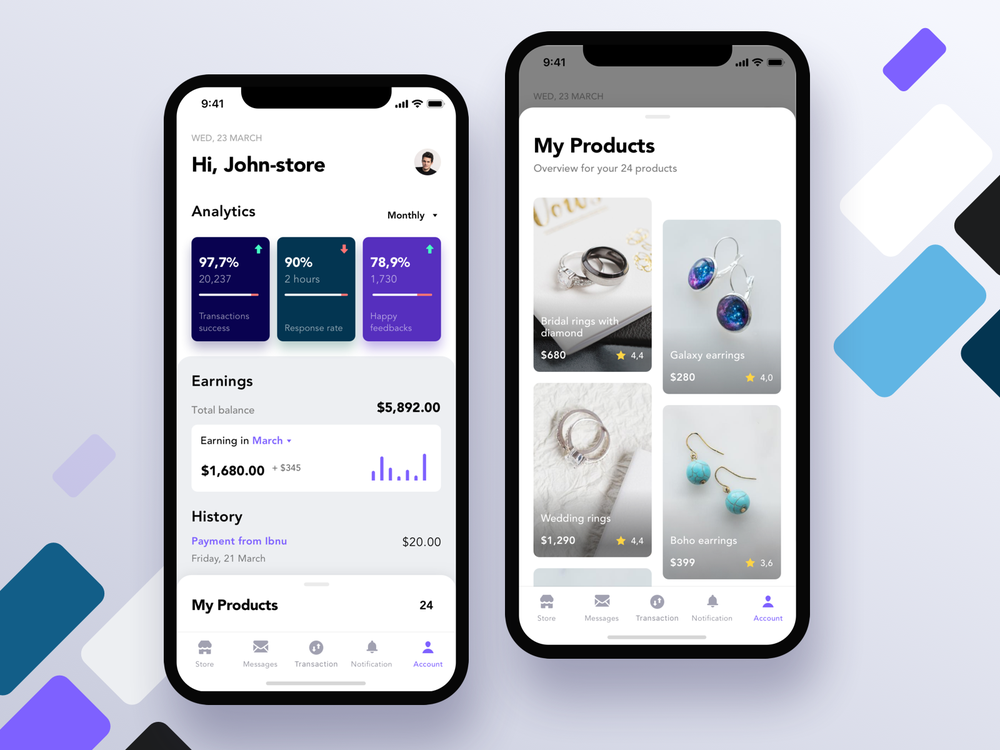 9:41
WED, 23 MARCH
Hi, John-store
Analytics
Monthly
97,7%
20,237
Transactions
success
90%
2 hours
Response rate
78,9%
1,730
Happy
feedbacks
Earnings
Total balance
$5,892.00
Earning in March
$1,680.00
+ $345
History
Payment from Ibnu
$20.00
Friday, 21 March
My Products
24
Store
Messages
Transaction
Notification
Account
9:41
WED, 23 MARCH
My Products
Overview for your 24 products
Bridal rings with
diamond
$680
4,4
Galaxy earrings
$280
4,0
Wedding rings
$1,290
4,4
Boho earrings
$399
3,6
Store
Messages
Transaction
Notification
Account